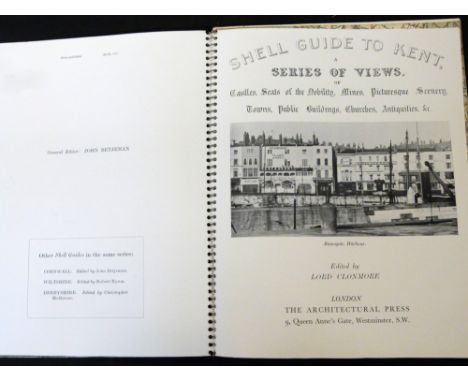 General Editor: JOHN BETJEMAN
Other Shell Guides in the same series:
CORNWALL. Edited by John Betjeman.
WILTSHIRE. Edited by Robert Byron.
DERBYSHIRE. Edited by Christopher
Hobhouse.
SHELL GUIDE TO KENT,
A
SERIES OF VIEWS,
OF
Castles, Seats of the Nobility, Mines, Picturesque Scenery,
Towns, Public Buildings, Churches, Antiquities, &c.
Ramsgate Harbour.
Edited by
LORD CLONMORE
LONDON
THE ARCHITECTURAL PRESS
9, Queen Anne's Gate, Westminster, S.W.